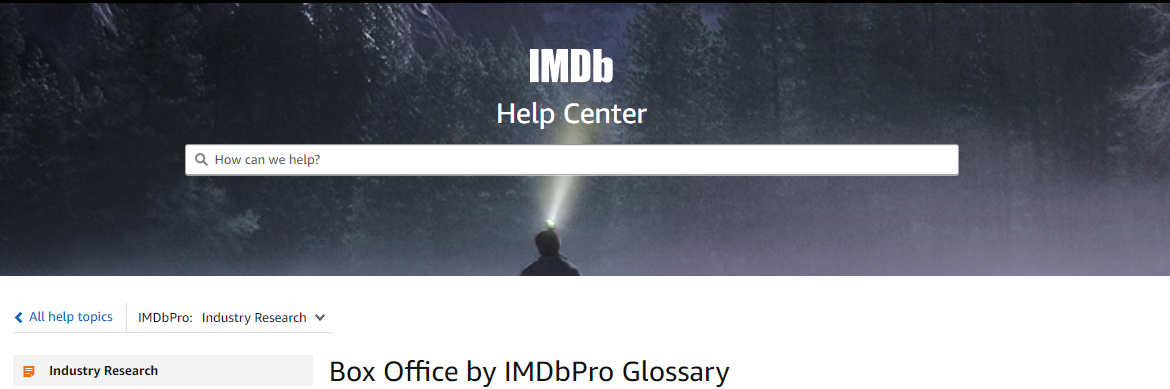 IMDb
Help Center
How can we help?
All help topics
IMDbPro: Industry Research
Industry Research
Box Office by IMDbPro Glossary